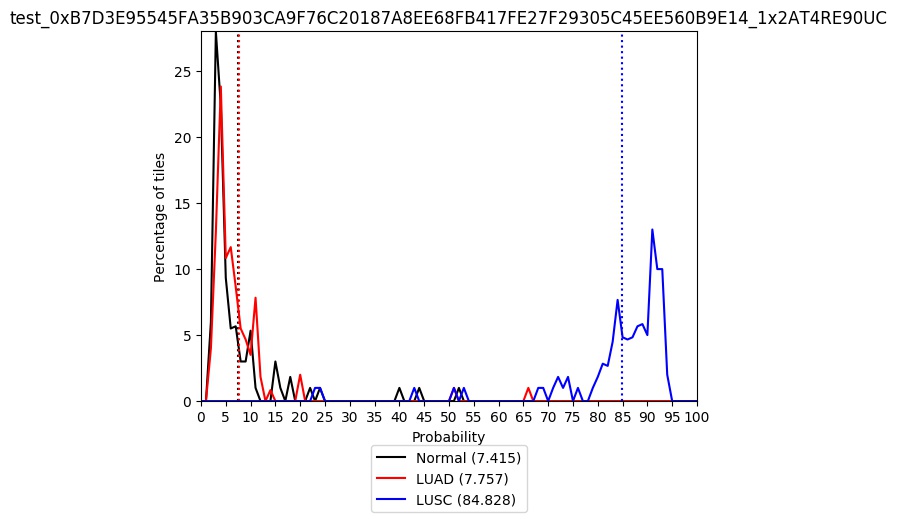 test_0xB7D3E95545FA35B903CA9F76C20187A8EE68FB417FE27F29305C45EE560B9E14_1x2AT4RE90UC
25
20
15
10
5
0
Percentage of tiles
0 5 10 15 20 25 30 35 40 45 50 55 60 65 70 75 80 85 90 95 100
Probability
Normal (7.415)
LUAD (7.757)
LUSC (84.828)